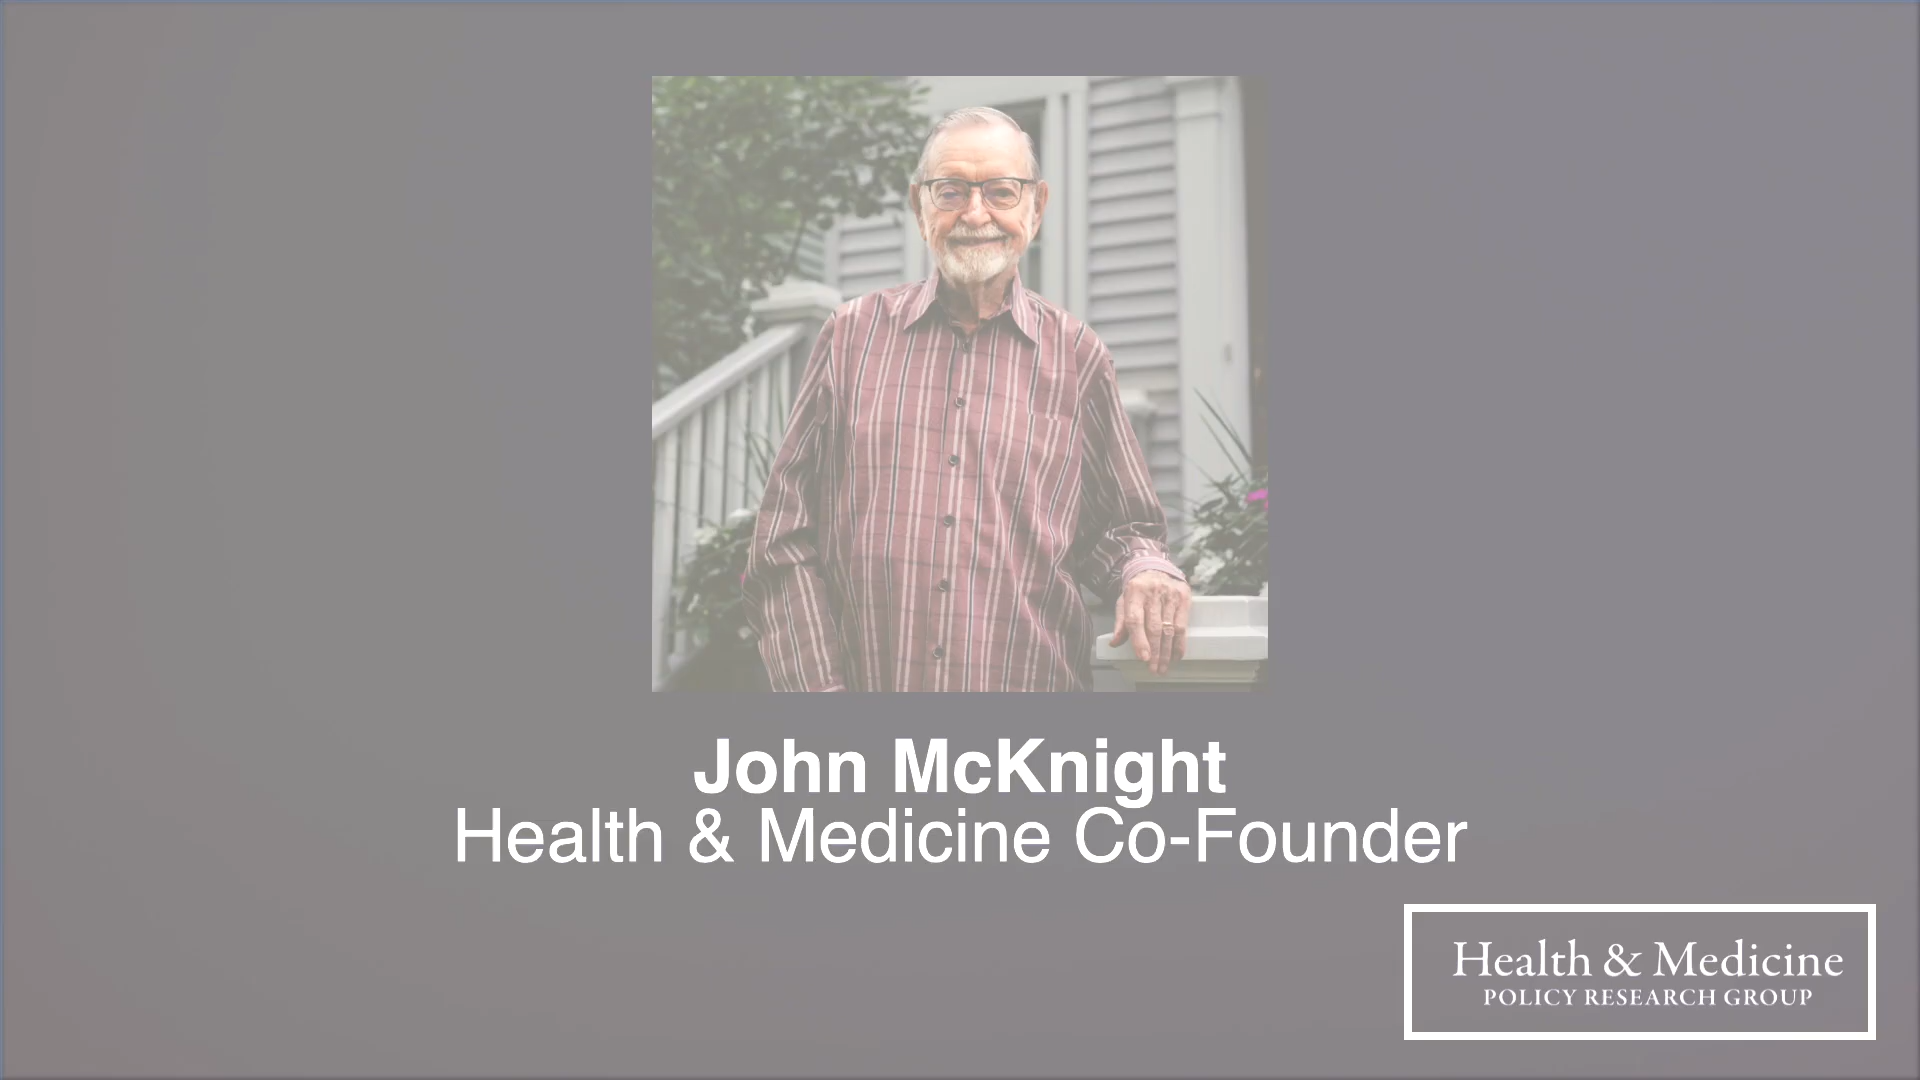 John McKnight
Health & Medicine Co-Founder
Health & Medicine
POLICY RESEARCH GROUP